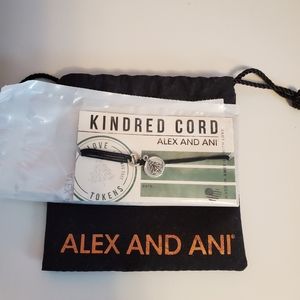 KINDRED CORD
ALEX AND ANI
LOVE
TOKENS
ALEX AND ANI